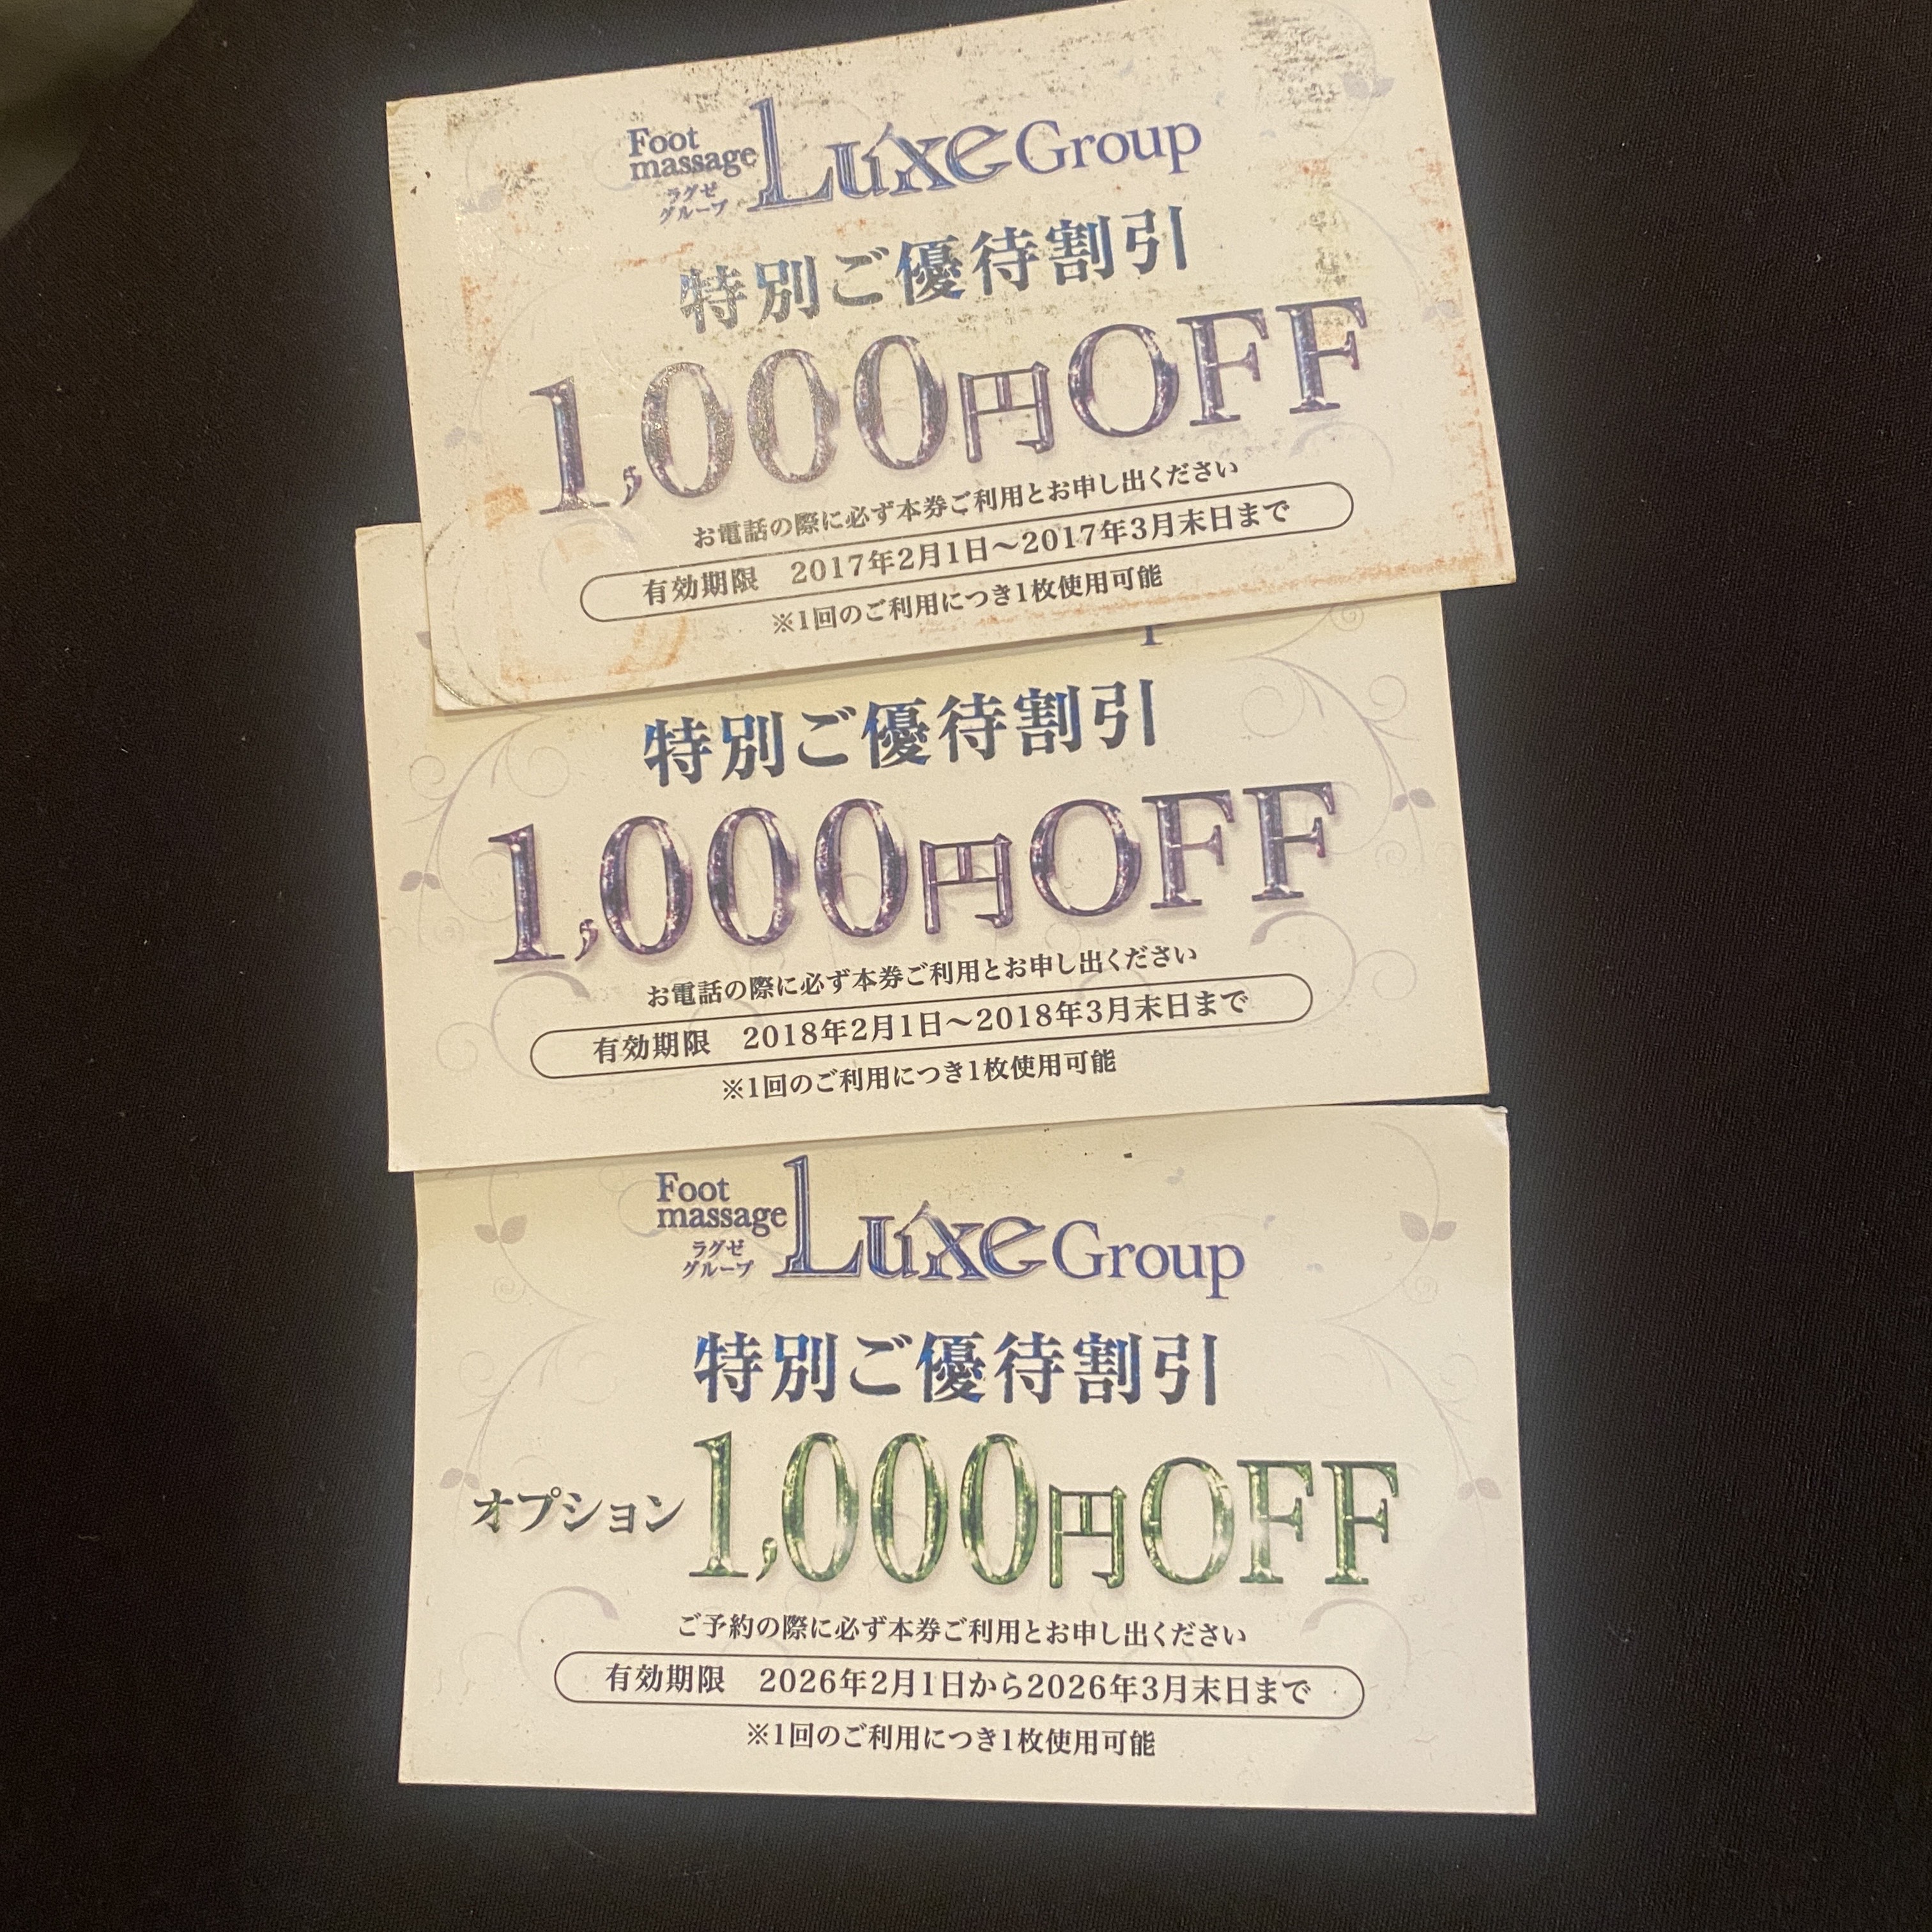 Foot
massage
ラグゼ
グループ
Luxe Group
特別ご優待割引
1,000円OFF
お電話の際に必ず本券ご利用とお申し出ください
有効期限 2017年2月1日～2017年3月末日まで
※1回のご利用につき1枚使用可能
特別ご優待割引
1,000円OFF
お電話の際に必ず本券ご利用とお申し出ください
有効期限 2018年2月1日～2018年3月末日まで
※1回のご利用につき1枚使用可能
Foot
massage
ラグゼ
グループ
Luxe Group
特別ご優待割引
オプション 1,000円OFF
ご予約の際に必ず本券ご利用とお申し出ください
有効期限 2026年2月1日から2026年3月末日まで
※1回のご利用につき1枚使用可能